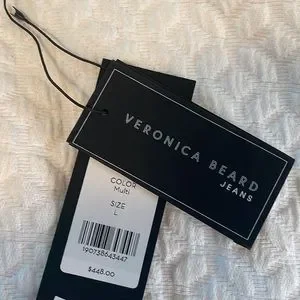 VERONICA BEARD
JEANS
COLOR
Multi
SIZE
L
190738643447
$448.00